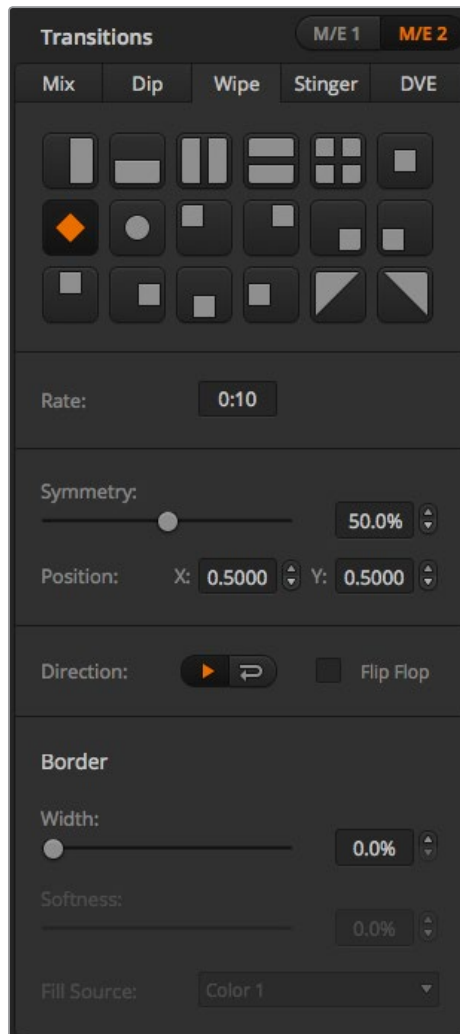 Transitions M/E 1 M/E 2
Mix Dip Wipe Stinger DVE
Rate: 0:10
Symmetry:
50.0%
Position: X: 0.5000 Y: 0.5000
Direction: Flip Flop
Border
Width:
0.0%
Softness:
0.0%
Fill Source: Color 1